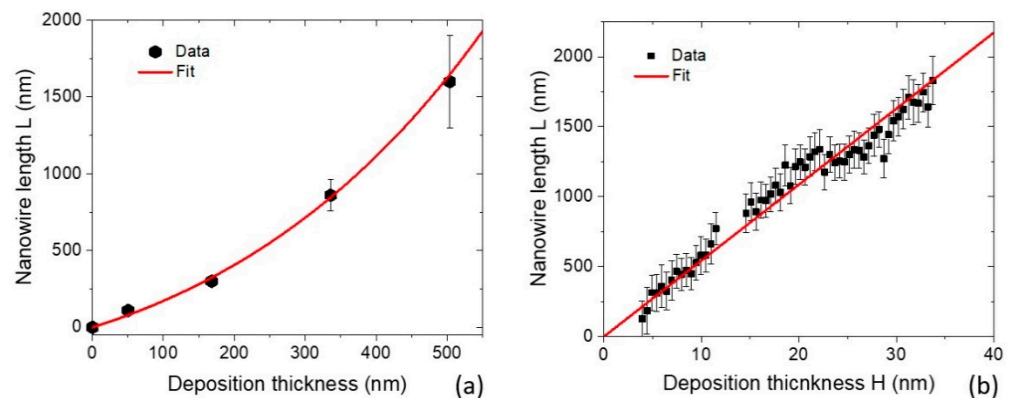 Nanowire length L (nm)
2000
1500
1000
500
0
Data
Fit
0
100
200
300
400
500
Deposition thickness (nm)
(a)
Nanowire length L (nm)
2000
1500
1000
500
0
Data
Fit
0
10
20
30
40
Deposition thicnkness H (nm)
(b)